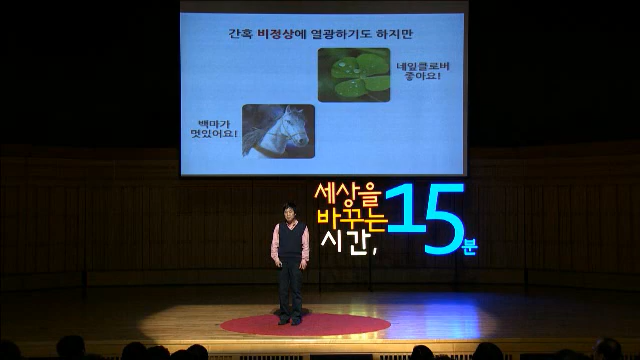 간혹 비정상에 열광하기도 하지만
네잎클로버
좋아요!
백마가
멋있어요!
세상을
바꾸는
시간,
15분